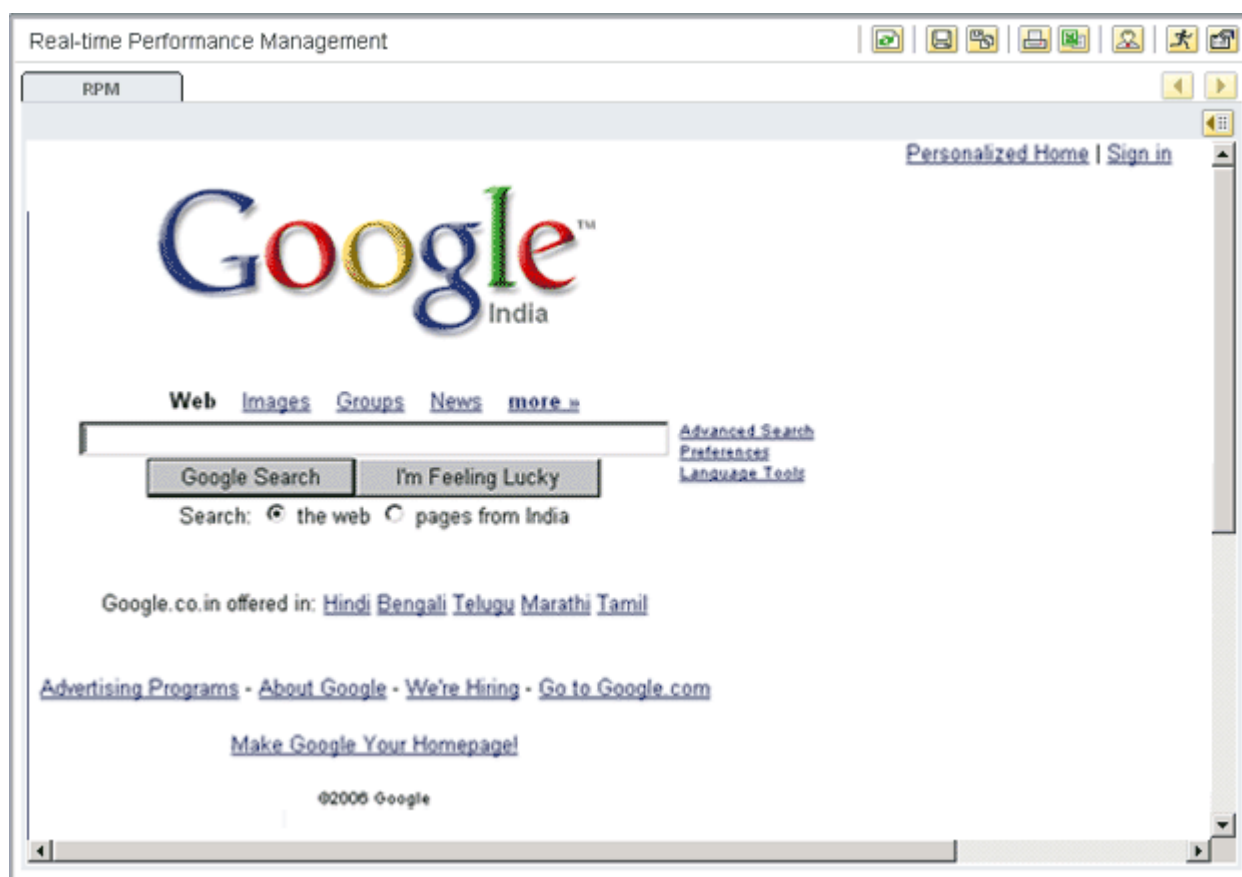 Real-time Performance Management
RPM
Personalized Home | Sign in
Google™
India
Web Images Groups News more »
Advanced Search
Preferences
Language Tools
Google Search I'm Feeling Lucky
Search: the web pages from India
Google.co.in offered in: Hindi Bengali Telugu Marathi Tamil
Advertising Programs - About Google - We're Hiring - Go to Google.com
Make Google Your Homepage!
©2006 Google